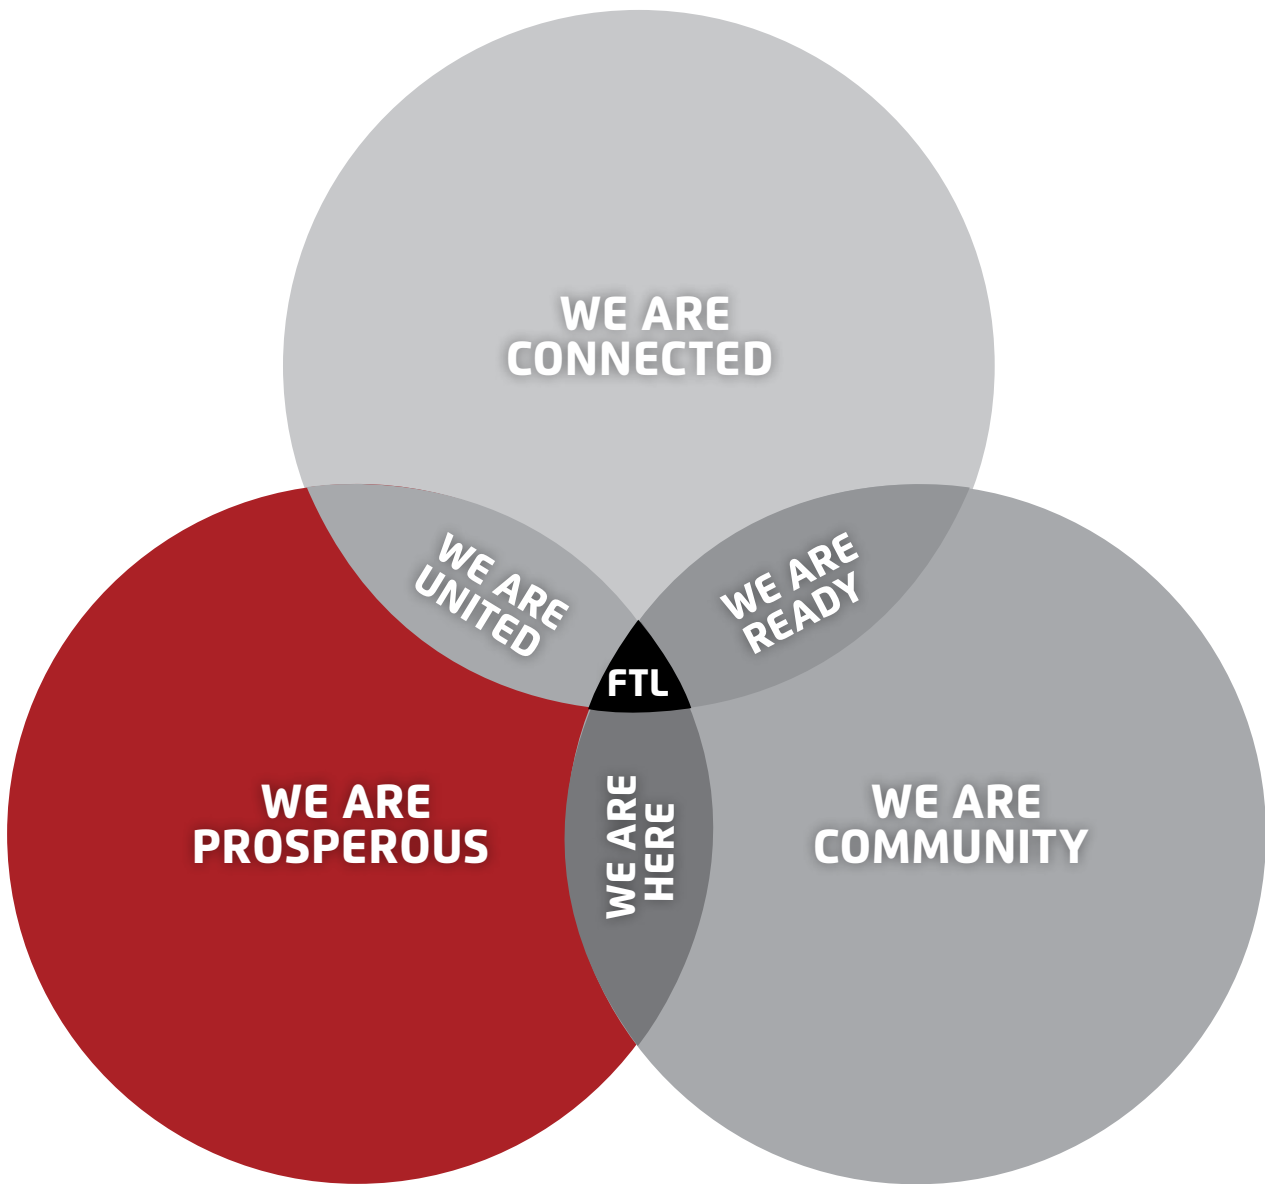 WE ARE
CONNECTED
WE ARE
UNITED
WE ARE
READY
FTL
WE ARE
PROSPEROUS
WE ARE
HERE
WE ARE
COMMUNITY